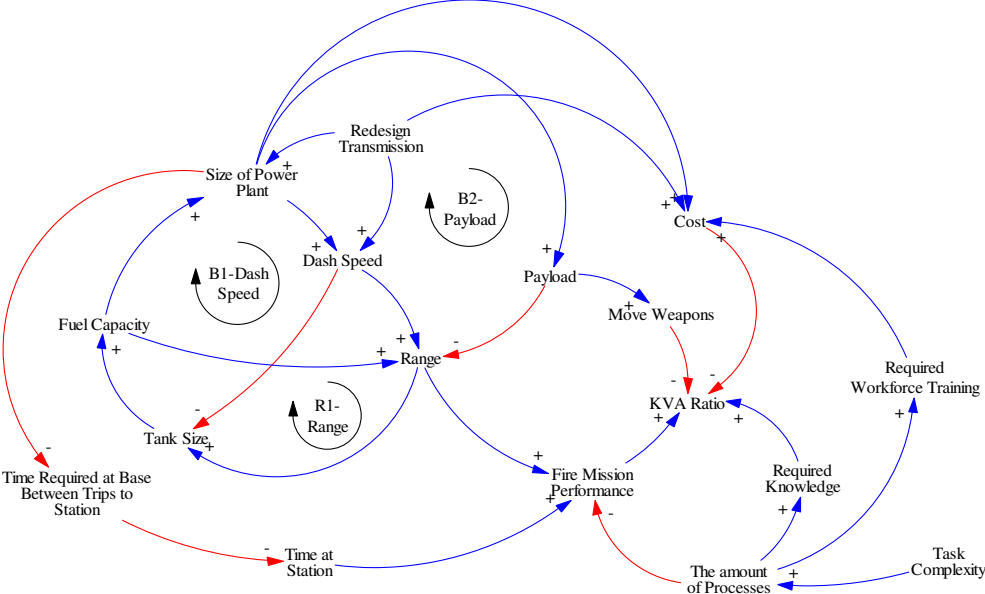 Redesign
Transmission
Size of Power
Plant
B2-
Payload
Cost
Dash Speed
B1-Dash
Speed
Payload
Move Weapons
Fuel Capacity
Range
Required
Workforce Training
R1-
Range
KVA Ratio
Tank Size
Time Required at Base
Between Trips to
Station
Fire Mission
Performance
Required
Knowledge
Time at
Station
The amount
of Processes
Task
Complexity